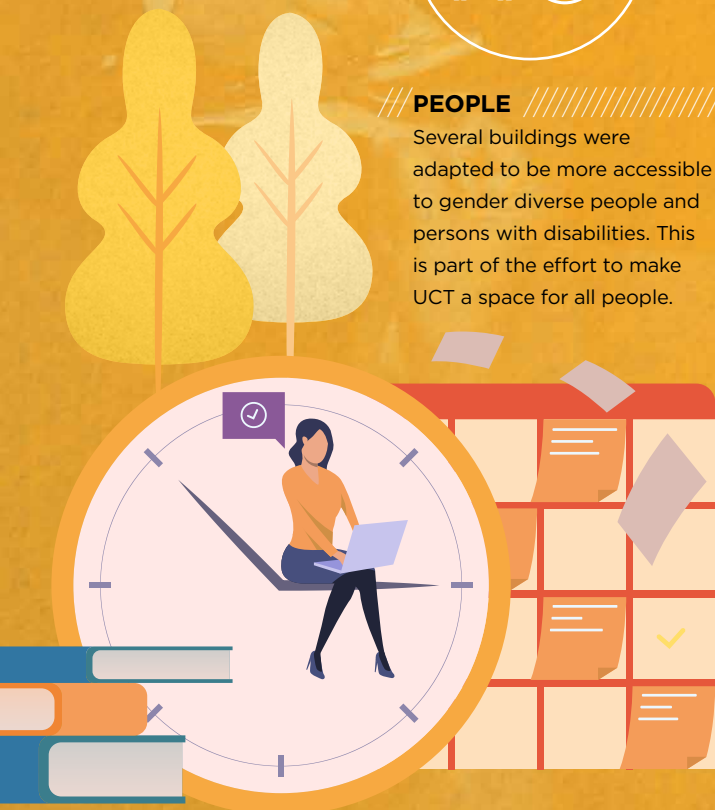 PEOPLE
Several buildings were
adapted to be more accessible
to gender diverse people and
persons with disabilities. This
is part of the effort to make
UCT a space for all people.